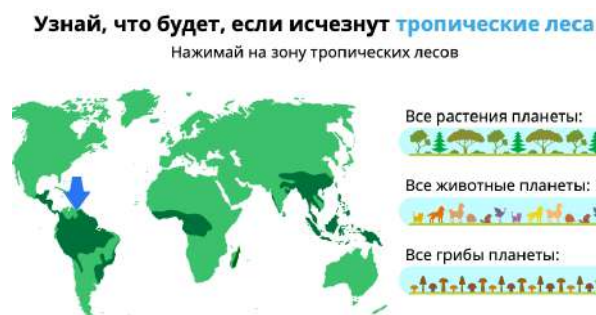 Узнай, что будет, если исчезнут тропические леса
Нажимай на зону тропических лесов
Все растения планеты:
Все животные планеты:
Все грибы планеты: